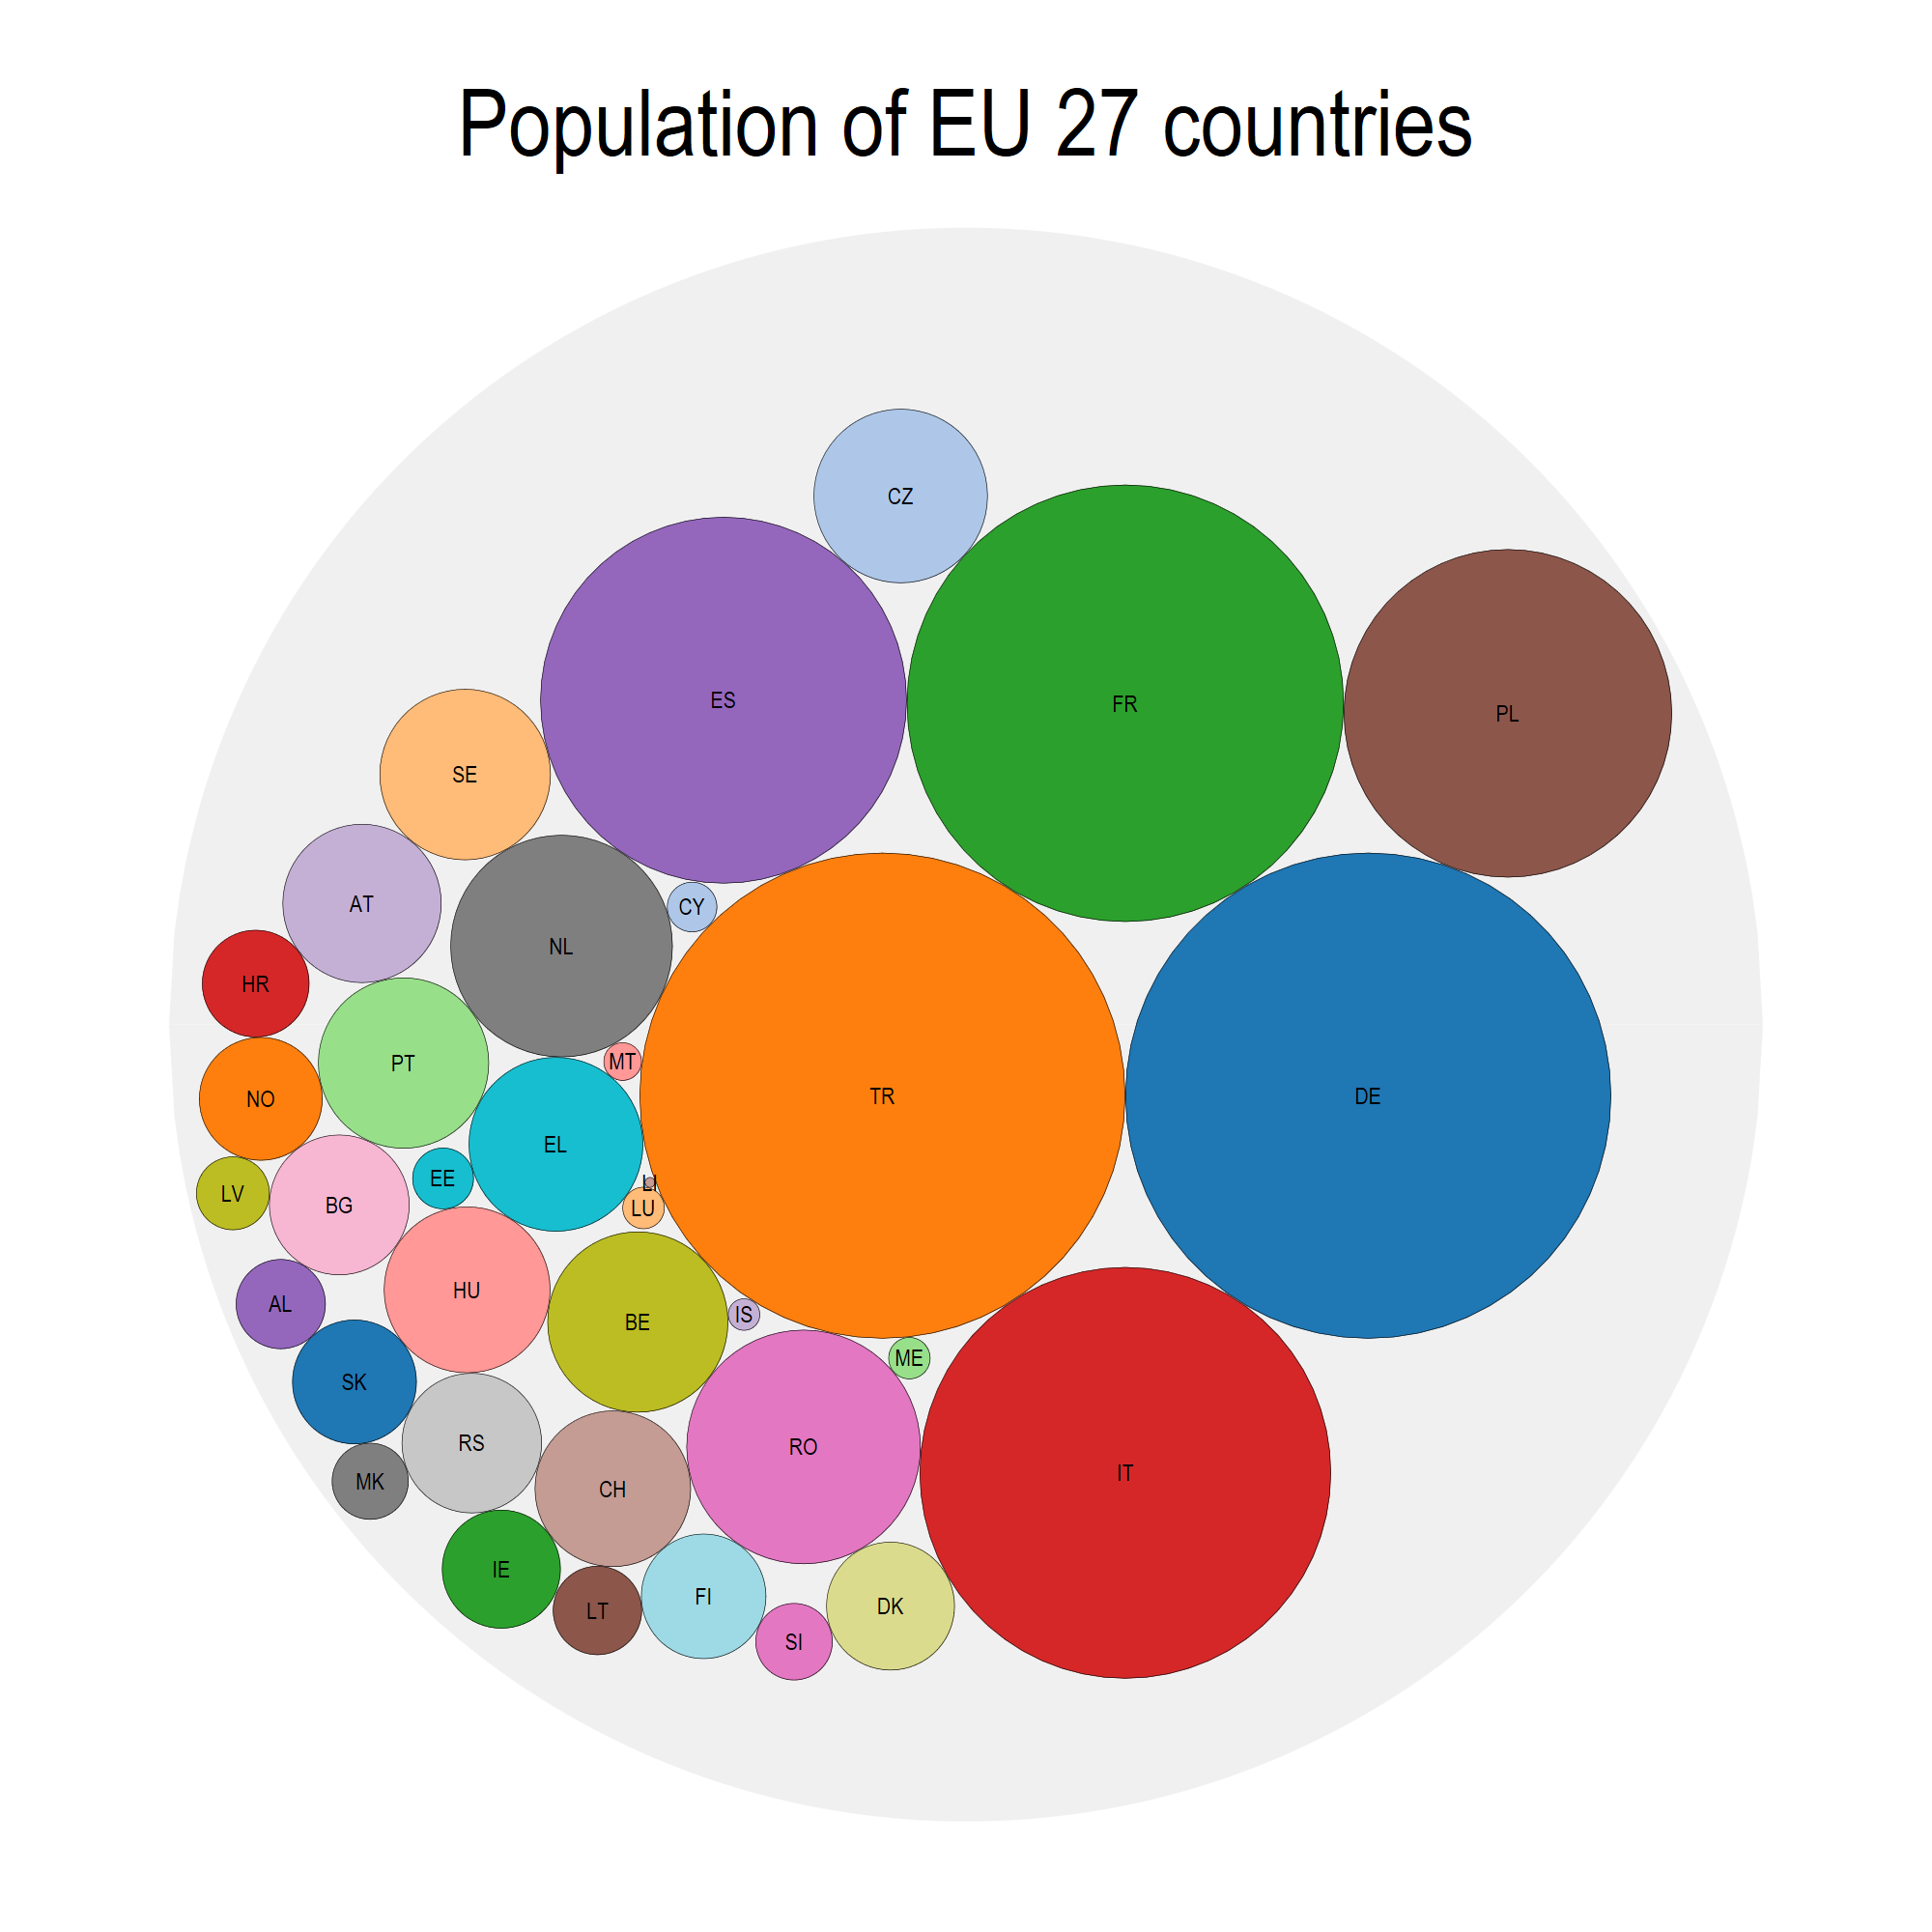 Population of EU 27 countries
CZ
ES
FR
PL
SE
AT
CY
NL
HR
PT
MT
NO
TR
DE
EL
EE
LI
LV
BG
LU
HU
AL
IS
BE
ME
SK
RS
RO
IT
MK
CH
IE
FI
DK
LT
SI